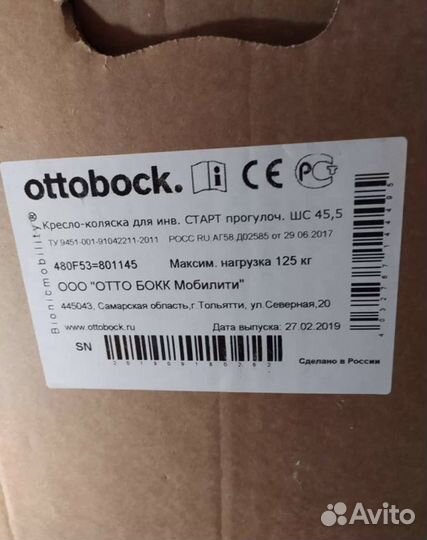 ottobock.
CE
Кресло-коляска для инв. СТАРТ прогулоч. ШС 45,5
ТУ 9451-001-91042211-2011 РОСС RU.АГ58.Д02585 от 29.06.2017
480F53=801145 Максим. нагрузка 125 кг
ООО "ОТТО БОКК Мобилити"
445043, Самарская область,г.Тольятти, ул.Северная,20
www.ottobock.ru Дата выпуска: 27.02.2019
SN
Сделано в России
Bionicmobility®
Avito